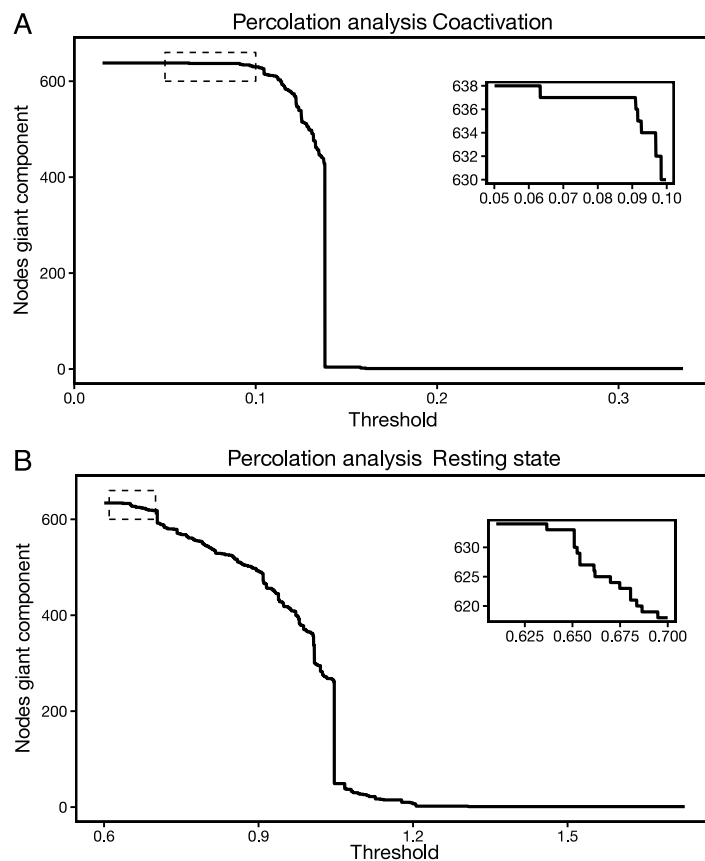 A
Percolation analysis Coactivation
Nodes giant component
600
400
200
0
638
636
634
632
630
0.05 0.06 0.07 0.08 0.09 0.10
0.0 0.1 0.2 0.3
Threshold
B
Percolation analysis Resting state
Nodes giant component
600
400
200
0
630
625
620
0.625 0.650 0.675 0.700
0.6 0.9 1.2 1.5
Threshold